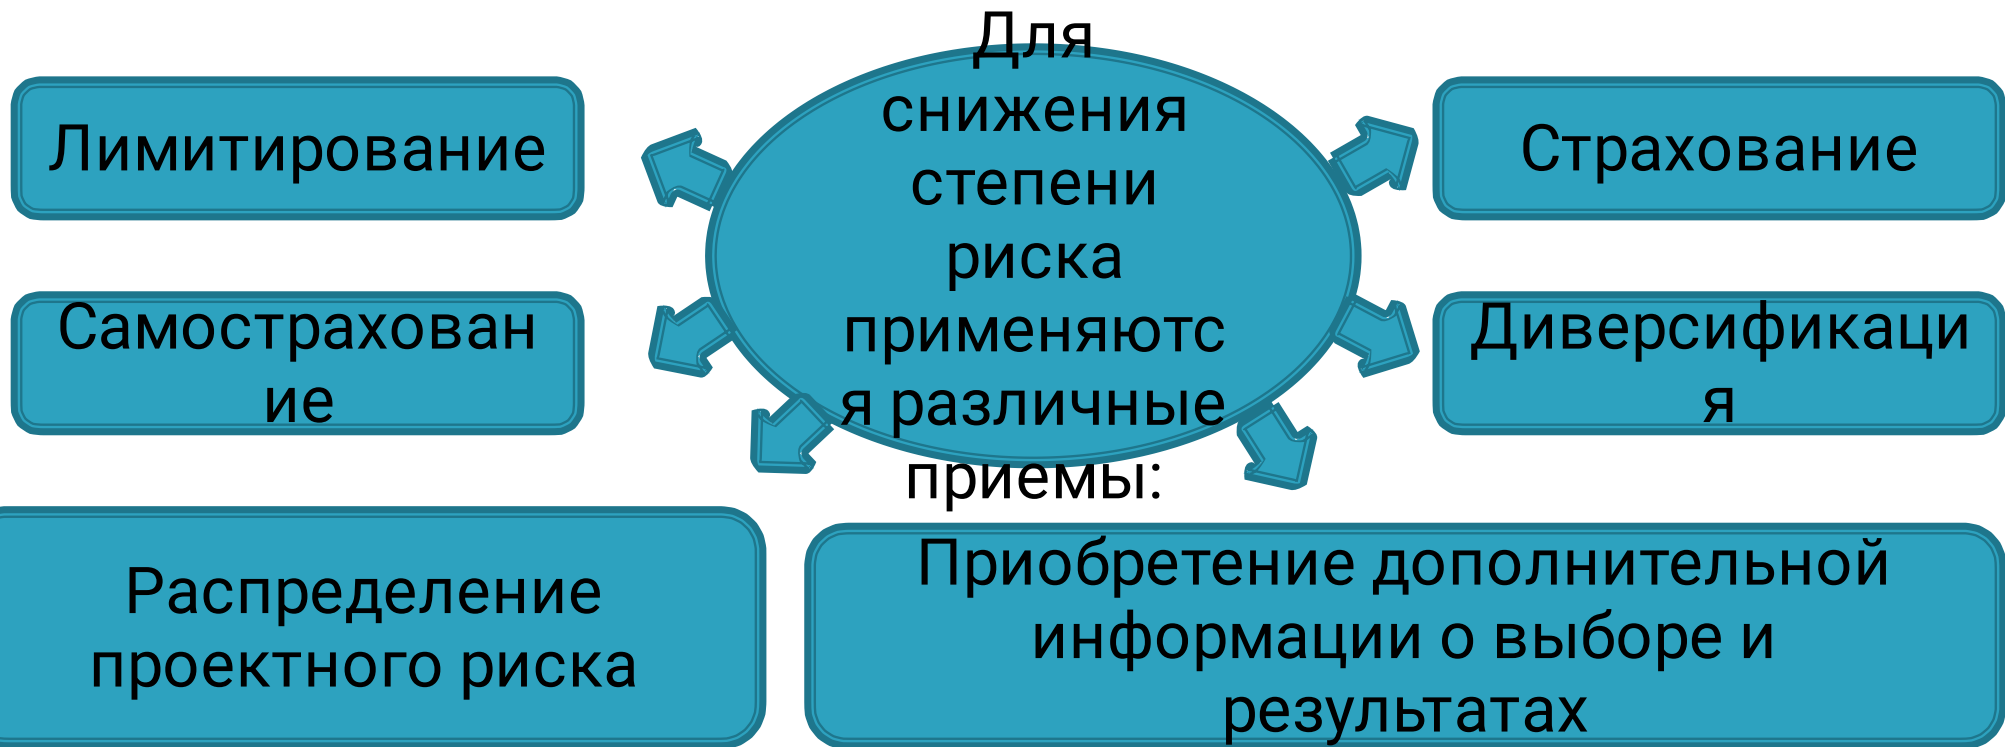 Для
снижения
степени
риска
применяютс
я различные
приемы:
Лимитирование
Страхование
Самострахован
ие
Диверсификаци
я
Распределение
проектного риска
Приобретение дополнительной
информации о выборе и
результатах